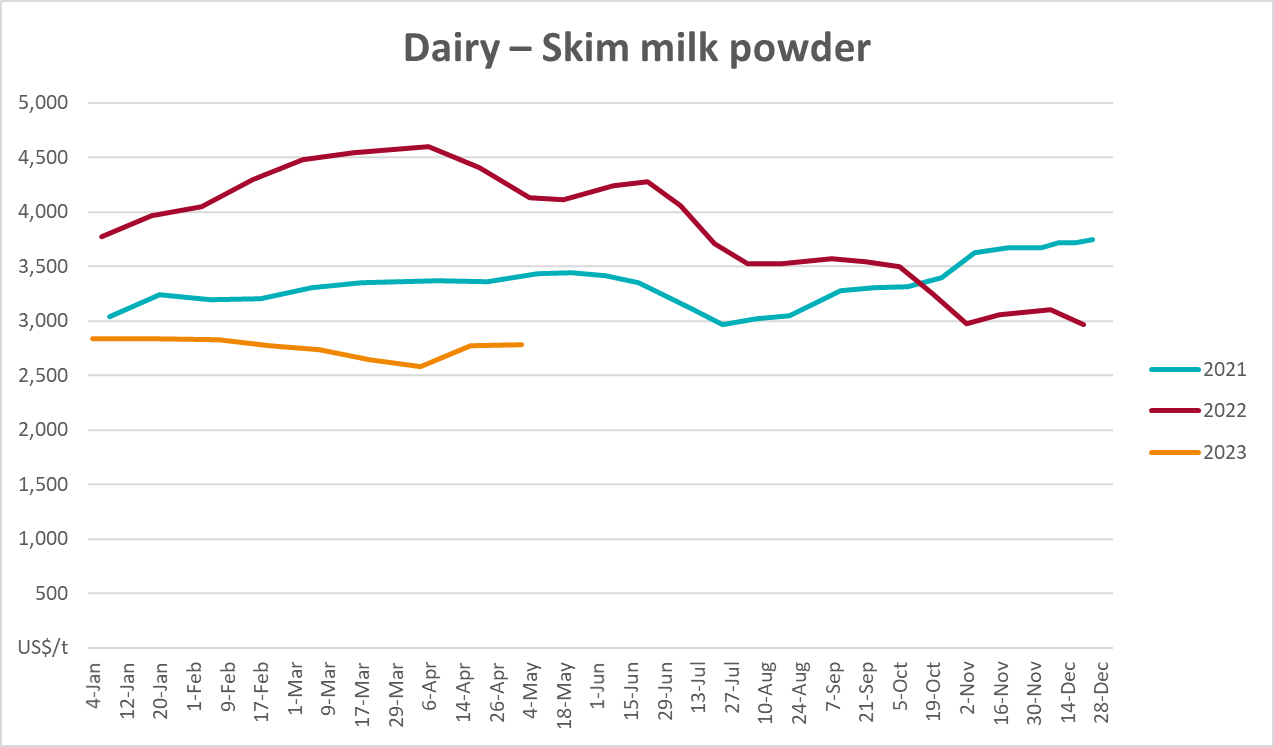 Dairy – Skim milk powder
5,000
4,500
4,000
3,500
3,000
2,500
2,000
1,500
1,000
500
US$/t
2021
2022
2023
4-Jan
12-Jan
20-Jan
1-Feb
9-Feb
17-Feb
1-Mar
9-Mar
17-Mar
29-Mar
6-Apr
14-Apr
26-Apr
4-May
18-May
1-Jun
15-Jun
29-Jun
13-Jul
27-Jul
10-Aug
24-Aug
7-Sep
21-Sep
5-Oct
19-Oct
2-Nov
16-Nov
30-Nov
14-Dec
28-Dec